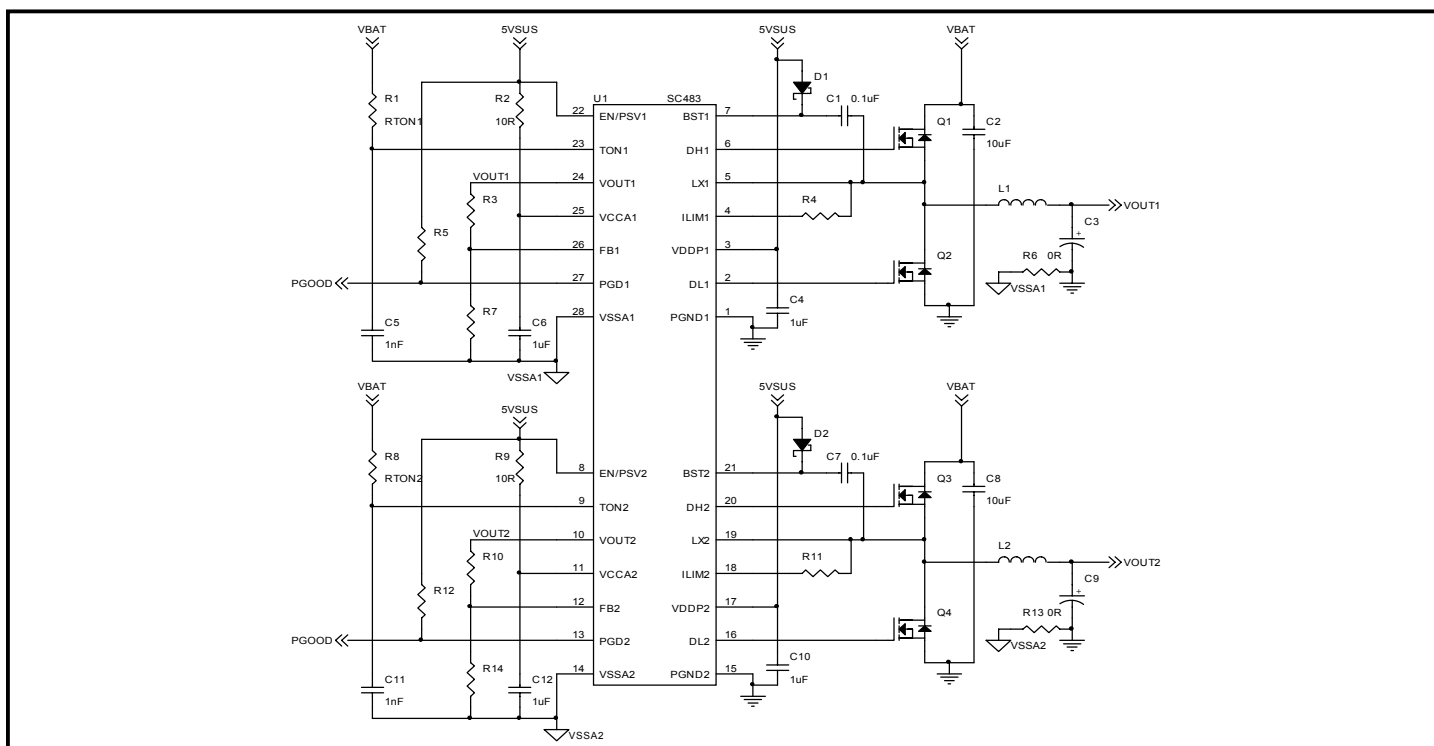 VBAT
5VSUS
5VSUS
VBAT
R1
RTON1
R2
10R
U1
SC483
D1
C1 0.1uF
Q1
C2
10uF
22 EN/PSV1
BST1 7
23 TON1
DH1 6
VOUT1
24 VOUT1
LX1 5
R3
25 VCCA1
ILIM1 4
R4
L1
VOUT1
C3
+
R5
26 FB1
VDDP1 3
Q2
R6 0R
VSSA1
PGOOD
27 PGD1
DL1 2
R7
C4
1uF
28 VSSA1
PGND1 1
C5
1nF
C6
1uF
VSSA1
VBAT
5VSUS
5VSUS
VBAT
R8
RTON2
R9
10R
D2
C7 0.1uF
Q3
C8
10uF
8 EN/PSV2
BST2 21
9 TON2
DH2 20
VOUT2
10 VOUT2
LX2 19
R10
11 VCCA2
ILIM2 18
R11
L2
VOUT2
C9
+
R12
12 FB2
VDDP2 17
Q4
R13 0R
VSSA2
PGOOD
13 PGD2
DL2 16
R14
C10
1uF
14 VSSA2
PGND2 15
C11
1nF
C12
1uF
VSSA2